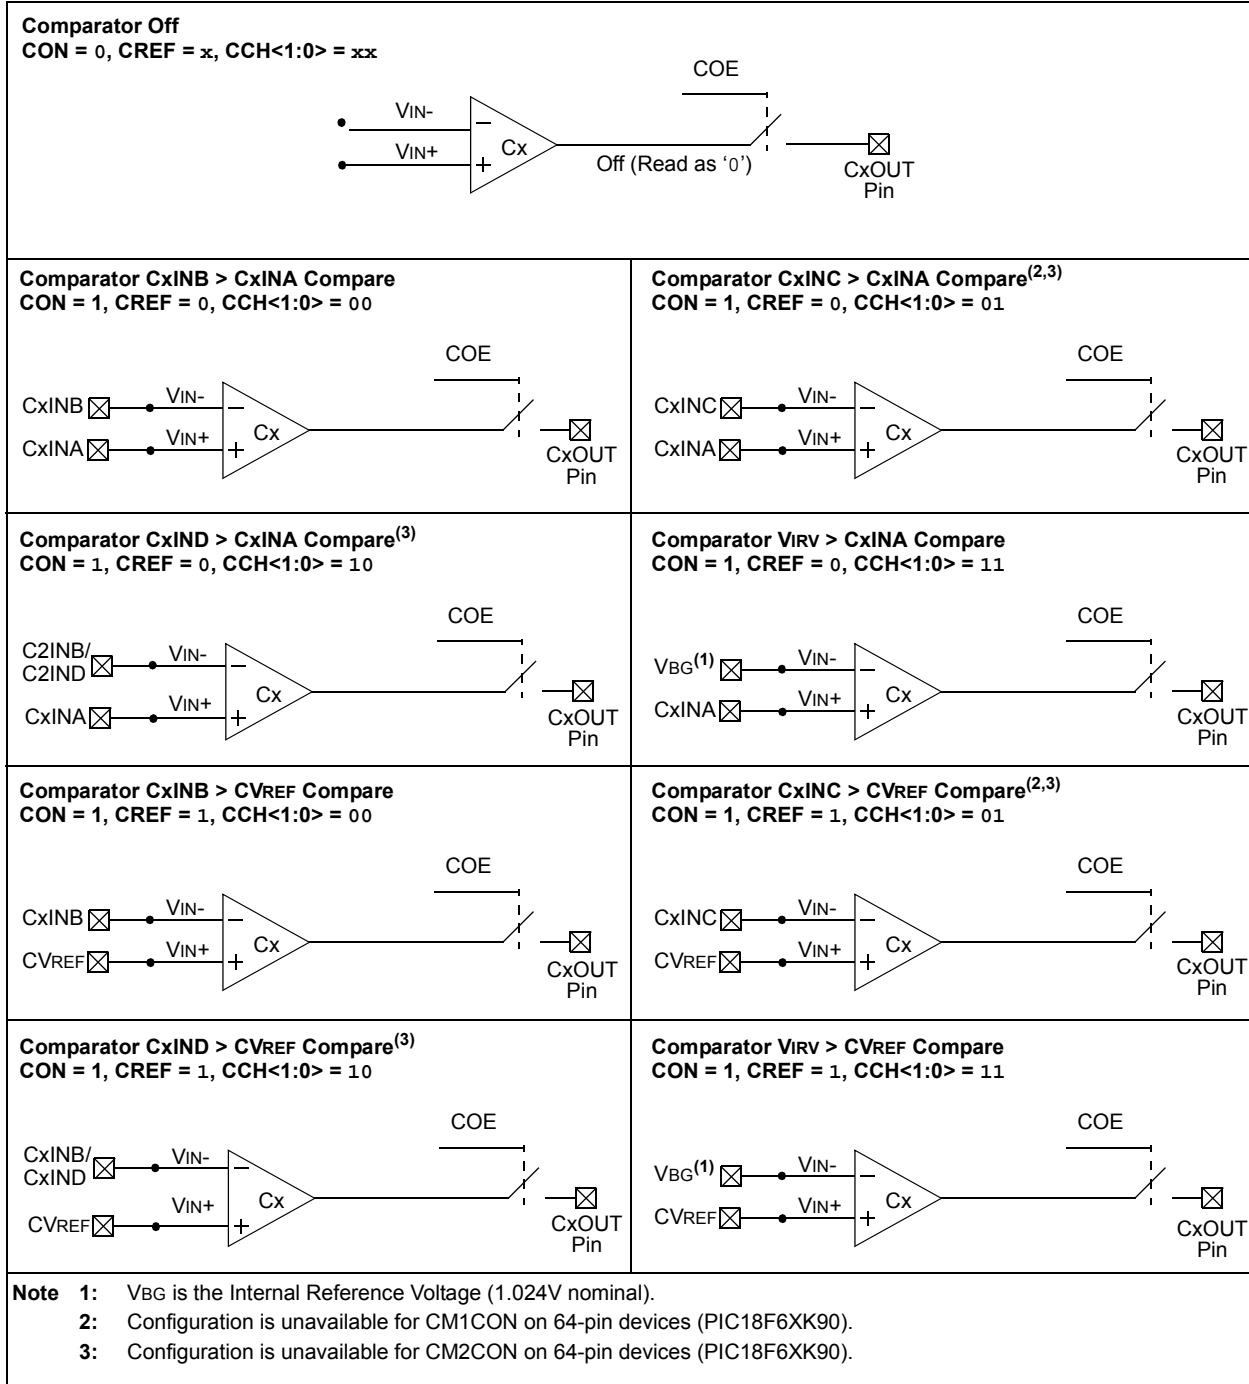 Comparator Off
CON = 0, CREF = x, CCH<1:0> = xx
COE
VIN-
VIN+
Cx
Off (Read as ‘0’)
CxOUT
Pin
Comparator CxINB > CxINA Compare
CON = 1, CREF = 0, CCH<1:0> = 00
COE
CxINB
VIN-
CxINA
VIN+
Cx
CxOUT
Pin
Comparator CxINC > CxINA Compare(2,3)
CON = 1, CREF = 0, CCH<1:0> = 01
COE
CxINC
VIN-
CxINA
VIN+
Cx
CxOUT
Pin
Comparator CxIND > CxINA Compare(3)
CON = 1, CREF = 0, CCH<1:0> = 10
COE
C2INB/
C2IND
VIN-
CxINA
VIN+
Cx
CxOUT
Pin
Comparator VIRV > CxINA Compare
CON = 1, CREF = 0, CCH<1:0> = 11
COE
VBG(1)
VIN-
CxINA
VIN+
Cx
CxOUT
Pin
Comparator CxINB > CVREF Compare
CON = 1, CREF = 1, CCH<1:0> = 00
COE
CxINB
VIN-
CVREF
VIN+
Cx
CxOUT
Pin
Comparator CxINC > CVREF Compare(2,3)
CON = 1, CREF = 1, CCH<1:0> = 01
COE
CxINC
VIN-
CVREF
VIN+
Cx
CxOUT
Pin
Comparator CxIND > CVREF Compare(3)
CON = 1, CREF = 1, CCH<1:0> = 10
COE
CxINB/
CxIND
VIN-
CVREF
VIN+
Cx
CxOUT
Pin
Comparator VIRV > CVREF Compare
CON = 1, CREF = 1, CCH<1:0> = 11
COE
VBG(1)
VIN-
CVREF
VIN+
Cx
CxOUT
Pin
Note 1: VBG is the Internal Reference Voltage (1.024V nominal).
2: Configuration is unavailable for CM1CON on 64-pin devices (PIC18F6XK90).
3: Configuration is unavailable for CM2CON on 64-pin devices (PIC18F6XK90).